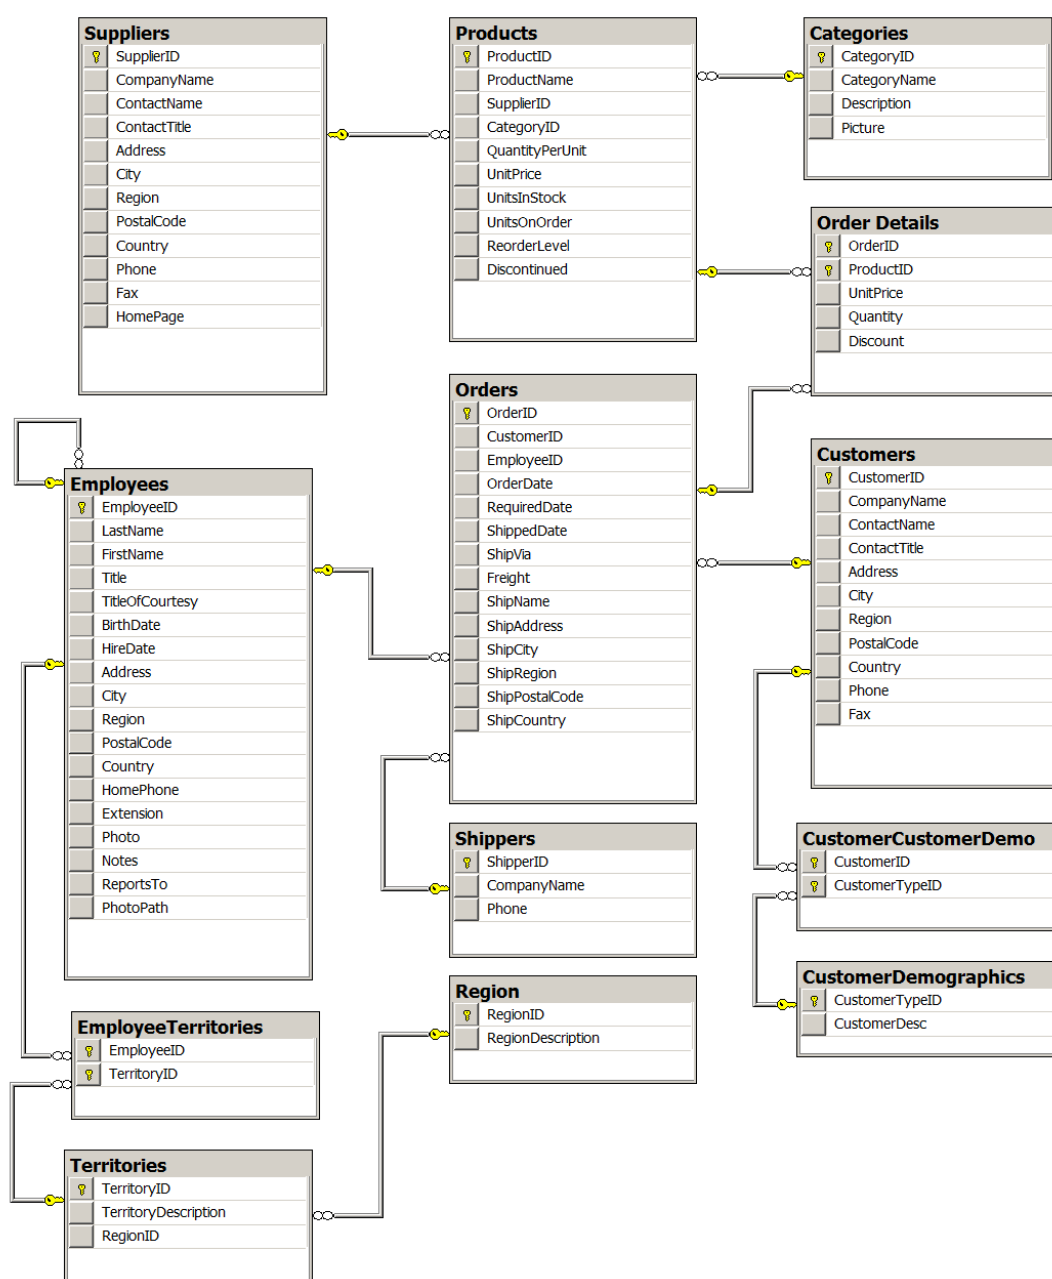 Suppliers
SupplierID
CompanyName
ContactName
ContactTitle
Address
City
Region
PostalCode
Country
Phone
Fax
HomePage
Products
ProductID
ProductName
SupplierID
CategoryID
QuantityPerUnit
UnitPrice
UnitsInStock
UnitsOnOrder
ReorderLevel
Discontinued
Categories
CategoryID
CategoryName
Description
Picture
Order Details
OrderID
ProductID
UnitPrice
Quantity
Discount
Orders
OrderID
CustomerID
EmployeeID
OrderDate
RequiredDate
ShippedDate
ShipVia
Freight
ShipName
ShipAddress
ShipCity
ShipRegion
ShipPostalCode
ShipCountry
Employees
EmployeeID
LastName
FirstName
Title
TitleOfCourtesy
BirthDate
HireDate
Address
City
Region
PostalCode
Country
HomePhone
Extension
Photo
Notes
ReportsTo
PhotoPath
Customers
CustomerID
CompanyName
ContactName
ContactTitle
Address
City
Region
PostalCode
Country
Phone
Fax
Shippers
ShipperID
CompanyName
Phone
CustomerCustomerDemo
CustomerID
CustomerTypeID
CustomerDemographics
CustomerTypeID
CustomerDesc
Region
RegionID
RegionDescription
EmployeeTerritories
EmployeeID
TerritoryID
Territories
TerritoryID
TerritoryDescription
RegionID